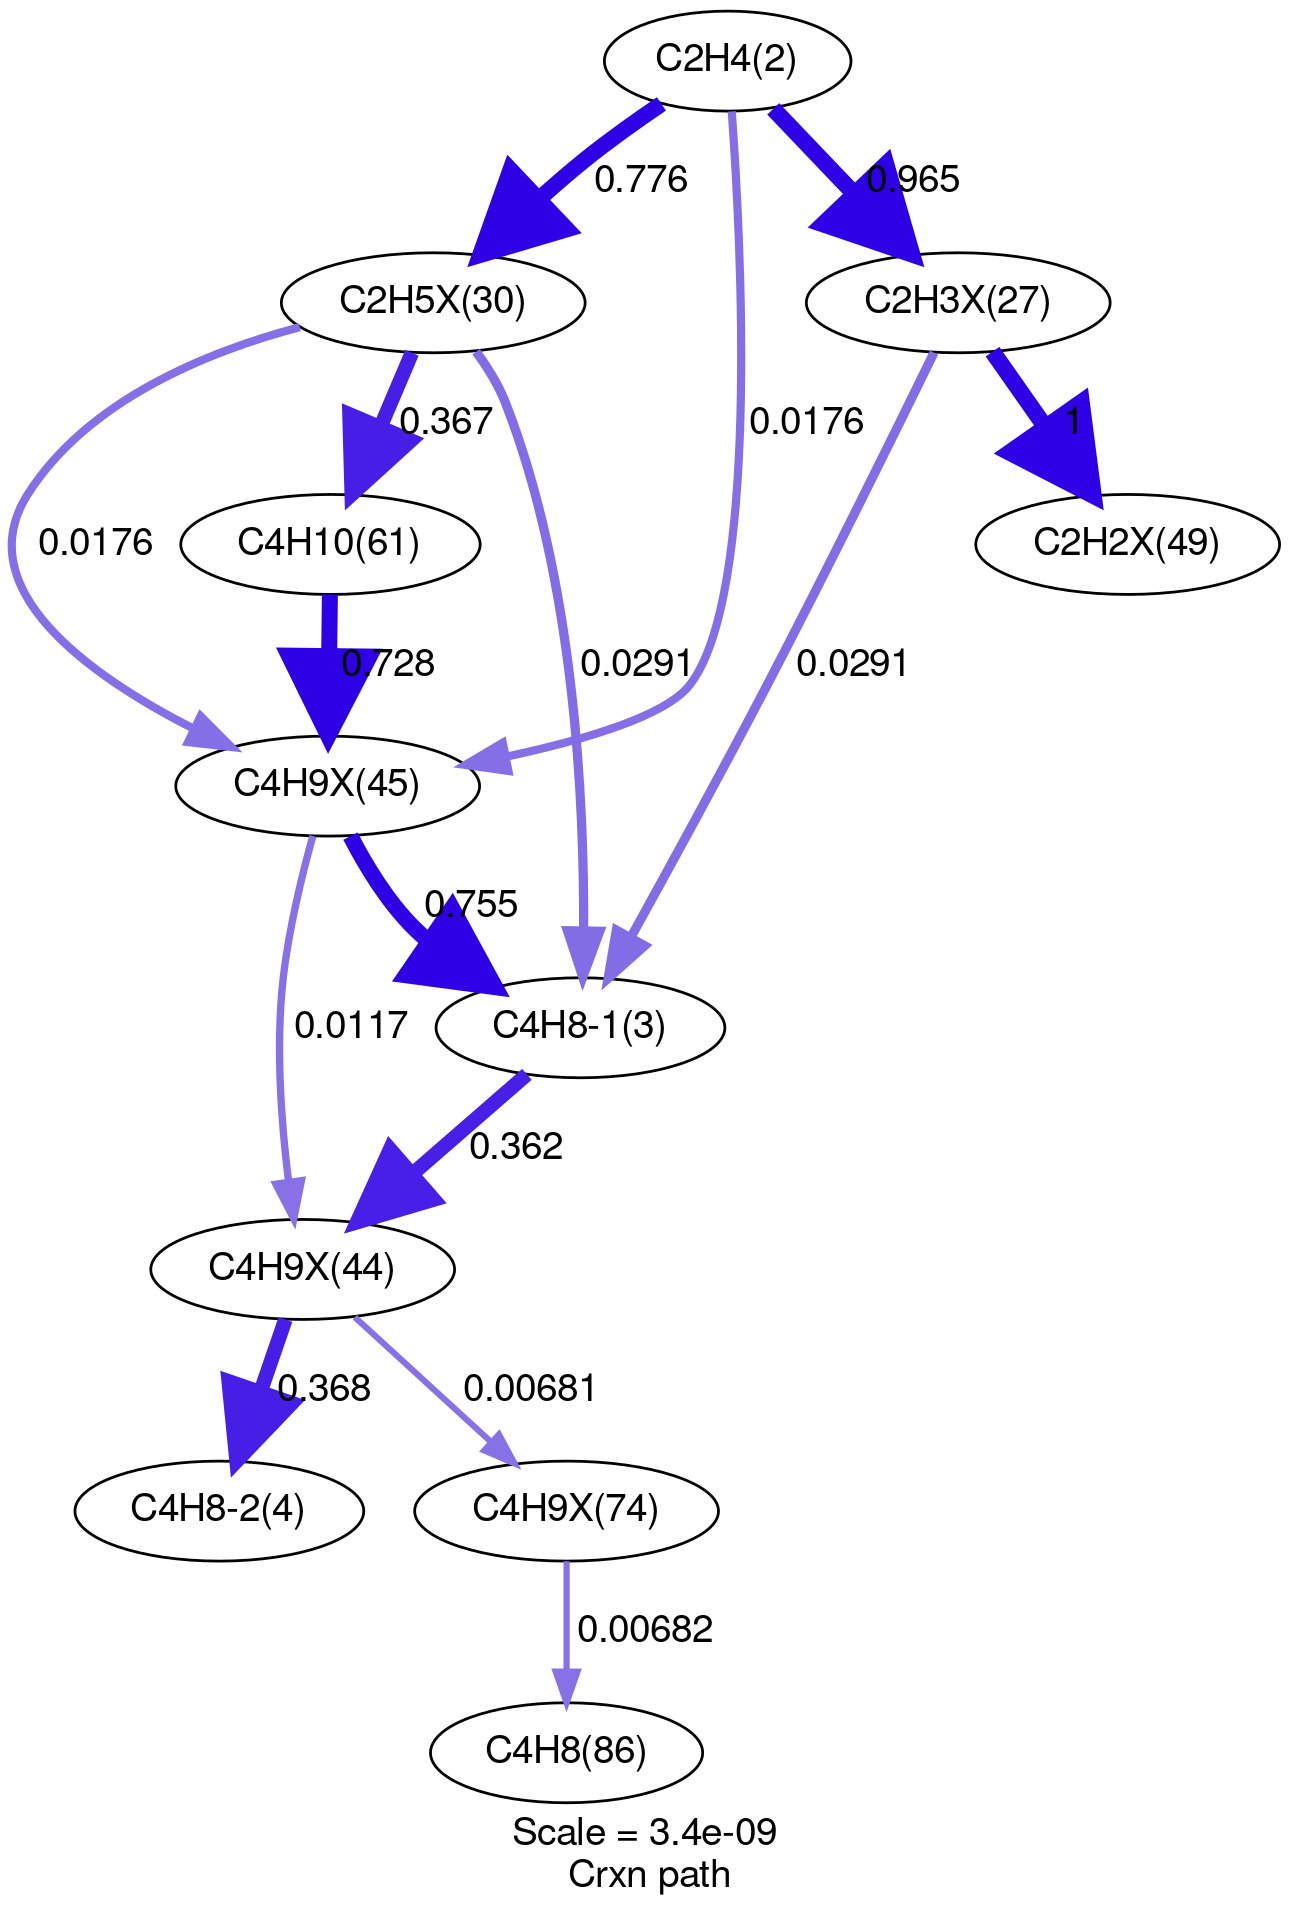 C2H4(2)
0.776
0.965
C2H5X(30)
C2H3X(27)
0.367
0.0176
1
0.0176
C4H10(61)
C2H2X(49)
0.728
0.0291
0.0291
C4H9X(45)
0.755
0.0117
C4H8-1(3)
0.362
C4H9X(44)
0.368
0.00681
C4H8-2(4)
C4H9X(74)
0.00682
C4H8(86)
Scale = 3.4e-09
Crxn path